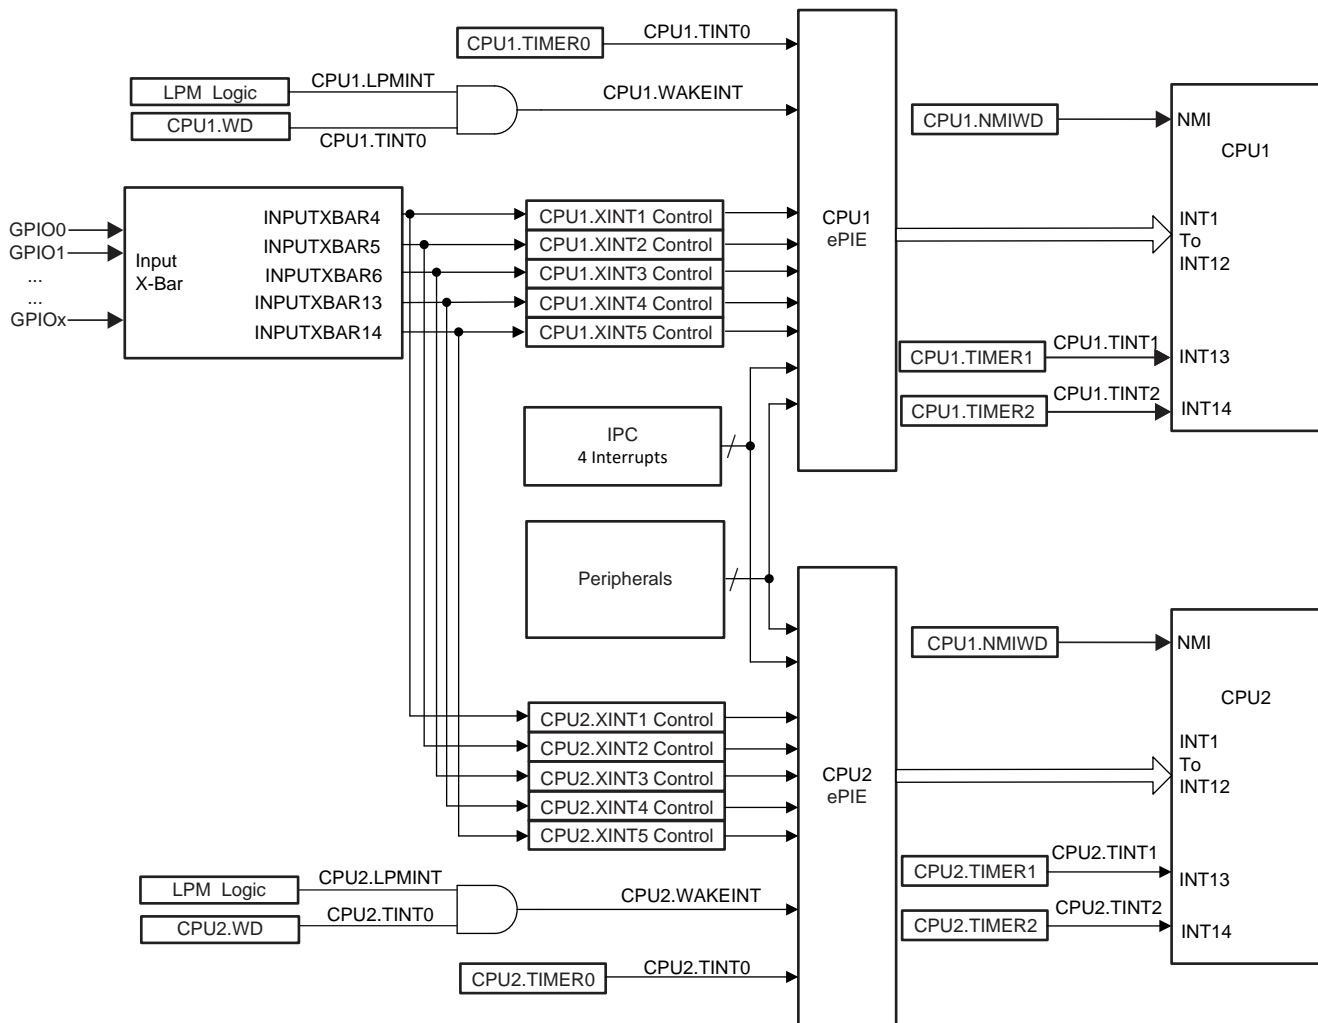 CPU1.TIMER0
CPU1.TINT0
LPM Logic
CPU1.LPMINT
CPU1.WD
CPU1.TINT0
CPU1.WAKEINT
CPU1.NMIWD
NMI
CPU1
GPIO0
GPIO1
...
...
GPIOx
Input
X-Bar
INPUTXBAR4
INPUTXBAR5
INPUTXBAR6
INPUTXBAR13
INPUTXBAR14
CPU1.XINT1 Control
CPU1.XINT2 Control
CPU1.XINT3 Control
CPU1.XINT4 Control
CPU1.XINT5 Control
CPU1
ePIE
INT1
To
INT12
CPU1.TIMER1
CPU1.TINT1
INT13
CPU1.TIMER2
CPU1.TINT2
INT14
IPC
4 Interrupts
Peripherals
CPU1.NMIWD
NMI
CPU2
CPU2.XINT1 Control
CPU2.XINT2 Control
CPU2.XINT3 Control
CPU2.XINT4 Control
CPU2.XINT5 Control
CPU2
ePIE
INT1
To
INT12
CPU2.TIMER1
CPU2.TINT1
INT13
CPU2.TIMER2
CPU2.TINT2
INT14
LPM Logic
CPU2.LPMINT
CPU2.WD
CPU2.TINT0
CPU2.WAKEINT
CPU2.TIMER0
CPU2.TINT0